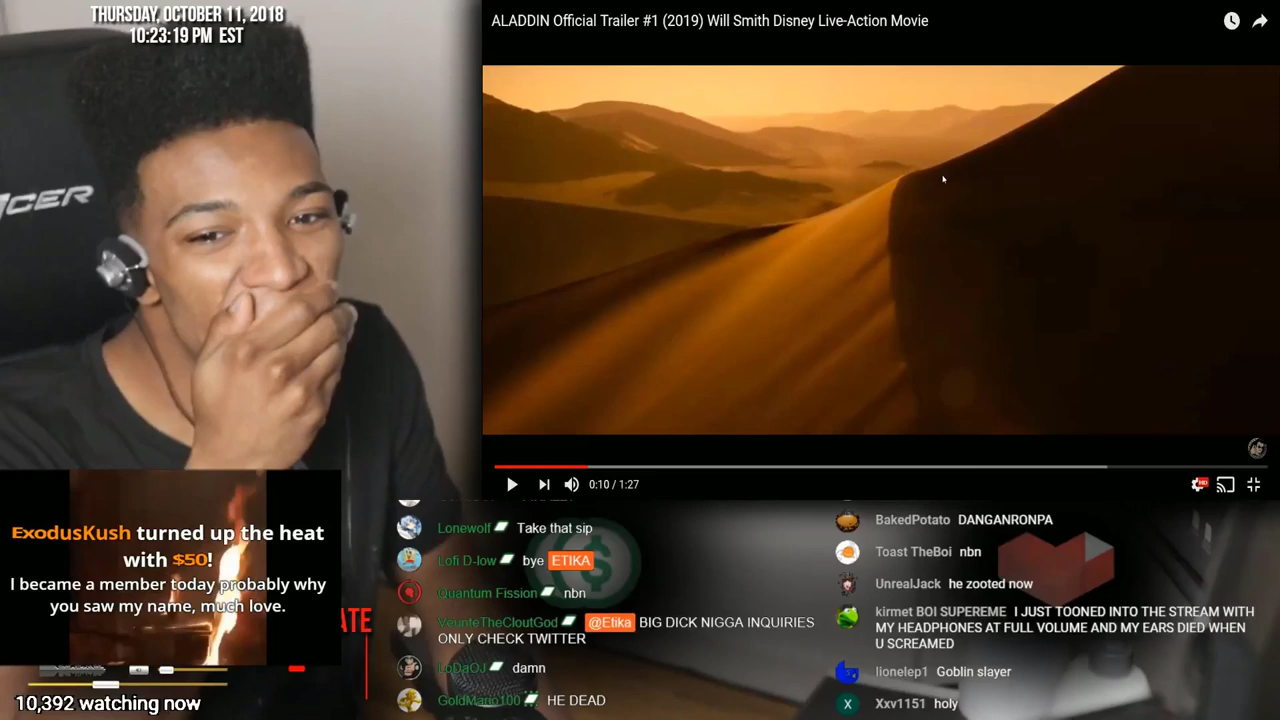 THURSDAY, OCTOBER 11, 2018
10:23:19 PM EST
CER
ALADDIN Official Trailer #1 (2019) Will Smith Disney Live-Action Movie
0:10 / 1:27
HD
ExodusKush turned up the heat
with $50!
I became a member today probably why
you saw my name, much love.
ATE
10,392 watching now
Lonewolf Take that sip
Lofi D-low bye ETIKA
Quantum Fission nbn
VeunteTheCloutGod @Etika BIG DICK NIGGA INQUIRIES
ONLY CHECK TWITTER
LoDaOJ damn
GoldMario100 HE DEAD
BakedPotato DANGANRONPA
Toast TheBoi nbn
UnrealJack he zooted now
kirmet BOI SUPEREME I JUST TOONED INTO THE STREAM WITH
MY HEADPHONES AT FULL VOLUME AND MY EARS DIED WHEN
U SCREAMED
lionelep1 Goblin slayer
X Xxv1151 holy
$